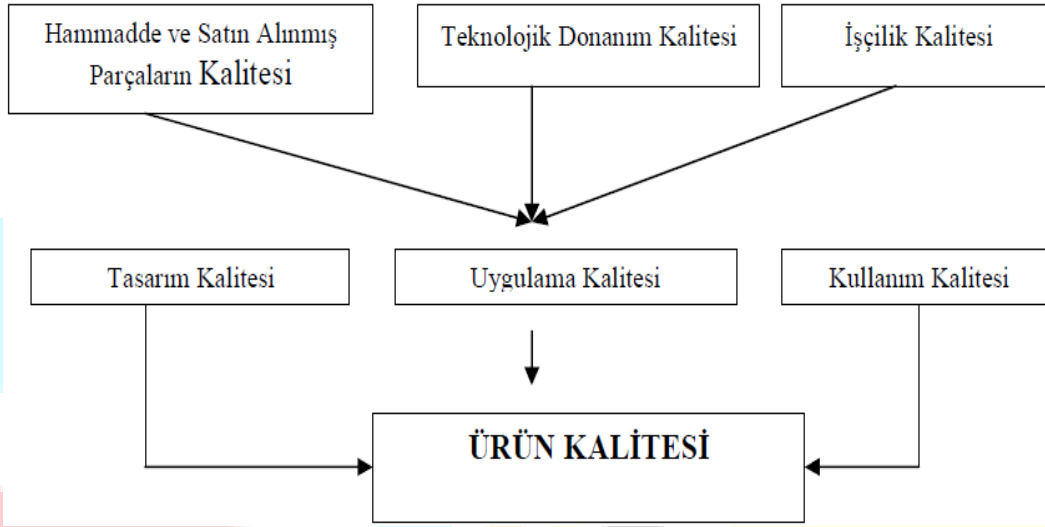 Hammadde ve Satın Alınmış
Parçaların Kalitesi
Teknolojik Donanım Kalitesi
İşçilik Kalitesi
Tasarım Kalitesi
Uygulama Kalitesi
Kullanım Kalitesi
ÜRÜN KALİTESİ